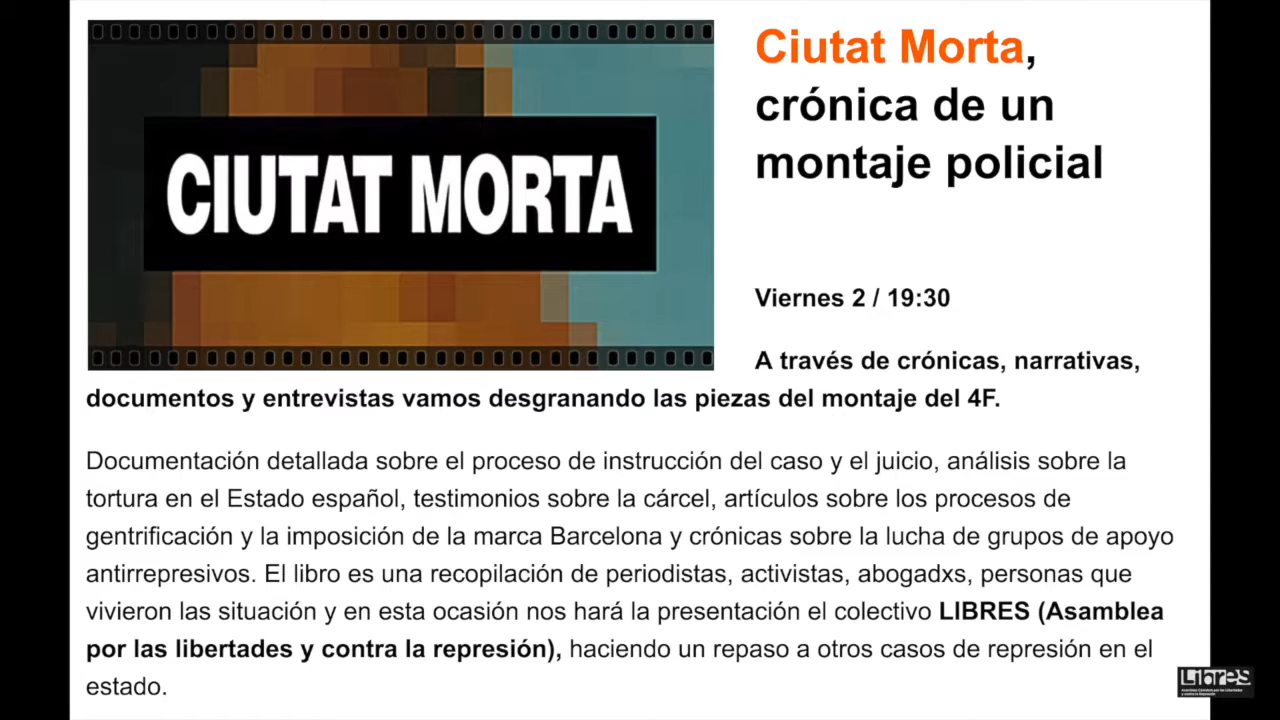 CIUTAT MORTA
Ciutat Morta,
crónica de un
montaje policial
Viernes 2 / 19:30
A través de crónicas, narrativas,
documentos y entrevistas vamos desgranando las piezas del montaje del 4F.
Documentación detallada sobre el proceso de instrucción del caso y el juicio, análisis sobre la
tortura en el Estado español, testimonios sobre la cárcel, artículos sobre los procesos de
gentrificación y la imposición de la marca Barcelona y crónicas sobre la lucha de grupos de apoyo
antirrepresivos. El libro es una recopilación de periodistas, activistas, abogadxs, personas que
vivieron las situación y en esta ocasión nos hará la presentación el colectivo LIBRES (Asamblea
por las libertades y contra la represión), haciendo un repaso a otros casos de represión en el
estado.
Libres